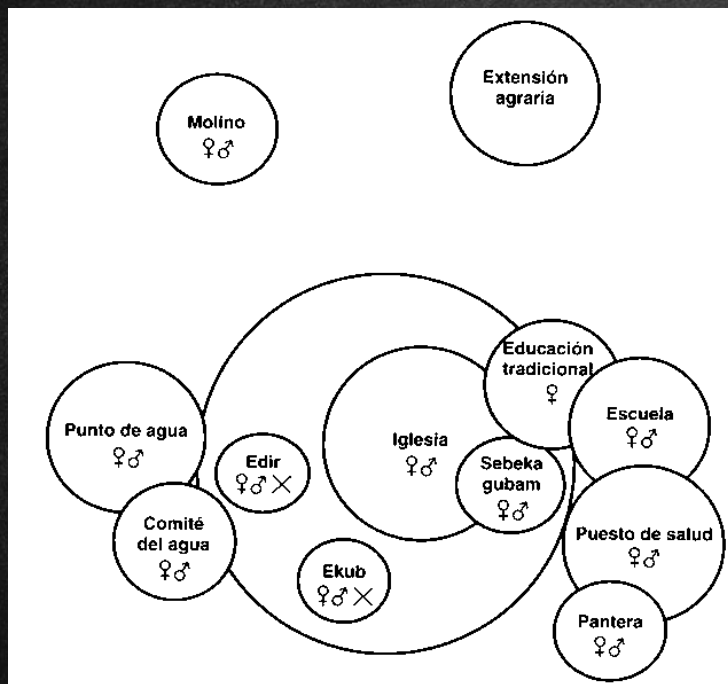 Extensión
agraria
Molino
♀♂
Educación
tradicional
♀
Escuela
♀♂
Punto de agua
♀♂
Iglesia
♀♂
Edir
♀♂×
Sebeka
gubam
♀♂
Comité
del agua
♀♂
Puesto de salud
♀♂
Ekub
♀♂×
Pantera
♀♂